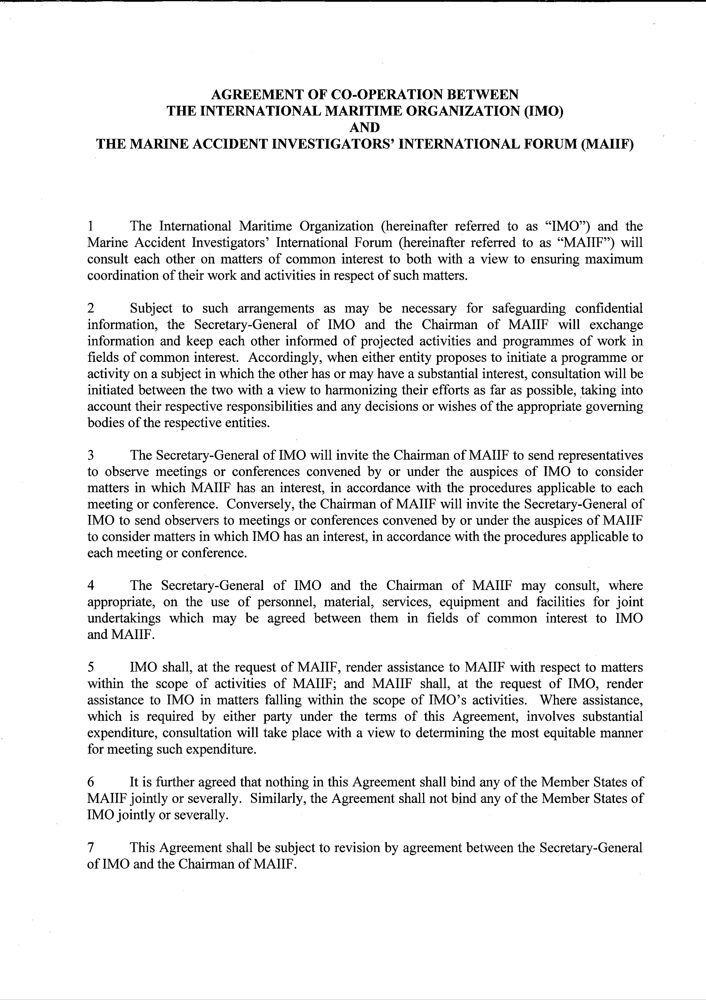 AGREEMENT OF CO-OPERATION BETWEEN
THE INTERNATIONAL MARITIME ORGANIZATION (IMO)
AND
THE MARINE ACCIDENT INVESTIGATORS’ INTERNATIONAL FORUM (MAIIF)
1 The International Maritime Organization (hereinafter referred to as “IMO”) and the
Marine Accident Investigators’ International Forum (hereinafter referred to as “MAIIF”) will
consult each other on matters of common interest to both with a view to ensuring maximum
coordination of their work and activities in respect of such matters.
2 Subject to such arrangements as may be necessary for safeguarding confidential
information, the Secretary-General of IMO and the Chairman of MAIIF will exchange
information and keep each other informed of projected activities and programmes of work in
fields of common interest. Accordingly, when either entity proposes to initiate a programme or
activity on a subject in which the other has or may have a substantial interest, consultation will be
initiated between the two with a view to harmonizing their efforts as far as possible, taking into
account their respective responsibilities and any decisions or wishes of the appropriate governing
bodies of the respective entities.
3 The Secretary-General of IMO will invite the Chairman of MAIIF to send representatives
to observe meetings or conferences convened by or under the auspices of IMO to consider
matters in which MAIIF has an interest, in accordance with the procedures applicable to each
meeting or conference. Conversely, the Chairman of MAIIF will invite the Secretary-General of
IMO to send observers to meetings or conferences convened by or under the auspices of MAIIF
to consider matters in which IMO has an interest, in accordance with the procedures applicable to
each meeting or conference.
4 The Secretary-General of IMO and the Chairman of MAIIF may consult, where
appropriate, on the use of personnel, material, services, equipment and facilities for joint
undertakings which may be agreed between them in fields of common interest to IMO
and MAIIF.
5 IMO shall, at the request of MAIIF, render assistance to MAIIF with respect to matters
within the scope of activities of MAIIF; and MAIIF shall, at the request of IMO, render
assistance to IMO in matters falling within the scope of IMO’s activities. Where assistance,
which is required by either party under the terms of this Agreement, involves substantial
expenditure, consultation will take place with a view to determining the most equitable manner
for meeting such expenditure.
6 It is further agreed that nothing in this Agreement shall bind any of the Member States of
MAIIF jointly or severally. Similarly, the Agreement shall not bind any of the Member States of
IMO jointly or severally.
7 This Agreement shall be subject to revision by agreement between the Secretary-General
of IMO and the Chairman of MAIIF.